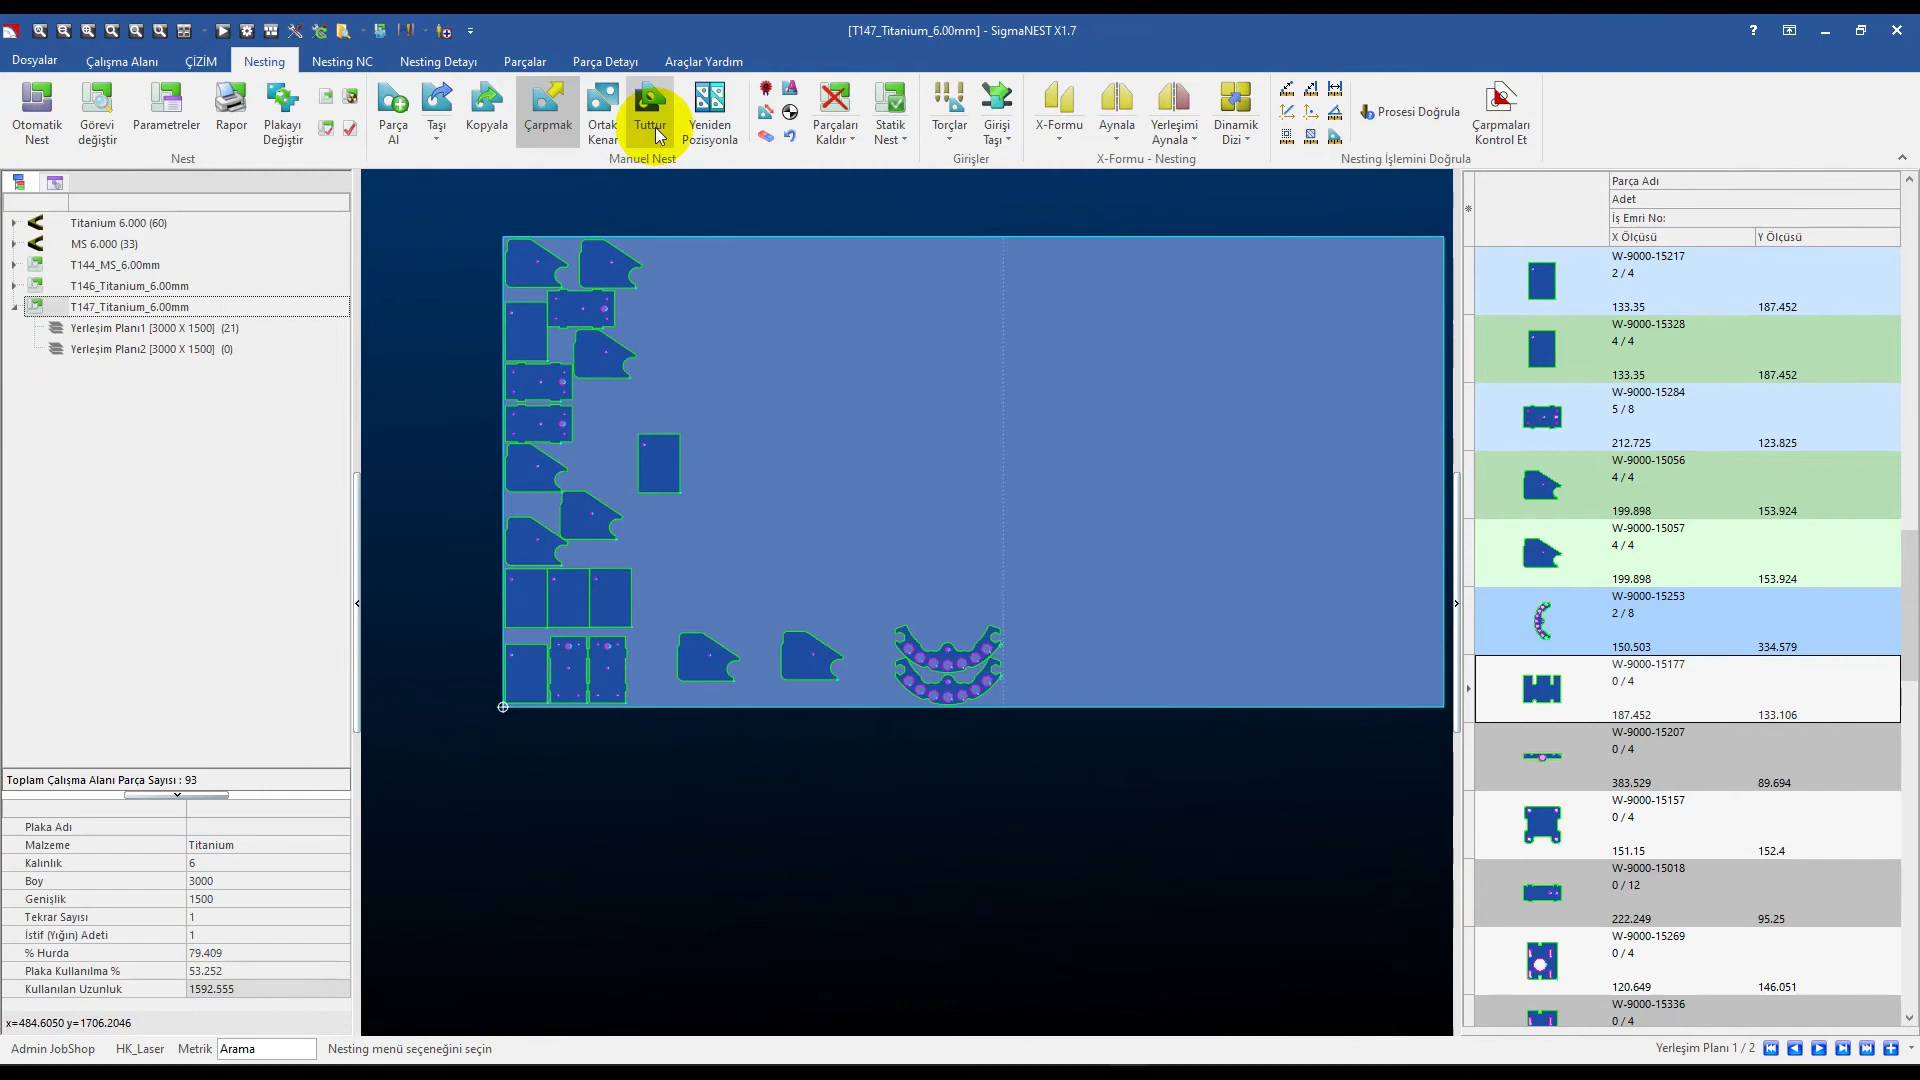 [T147_Titanium_6.00mm] - SigmaNEST X1.7
Dosyalar
Çalışma Alanı
ÇİZİM
Nesting
Nesting NC
Nesting Detayı
Parçalar
Parça Detayı
Araçlar Yardım
Otomatik Nest
Görevi değiştir
Parametreler
Rapor
Plakayı Değiştir
Parça Al
Taşı
Kopyala
Çarpmak
Ortak Kenar
Tuttur
Yeniden Pozisyonla
Parçaları Kaldır
Statik Nest
Torçlar
Girişi Taşı
X-Formu
Aynala
Yerleşimi Aynala
Dinamik Dizi
Prosesi Doğrula
Çarpmaları Kontrol Et
Nest
Manuel Nest
Girişler
X-Formu - Nesting
Nesting İşlemini Doğrula
Titanium 6.000 (60)
MS 6.000 (33)
T144_MS_6.00mm
T146_Titanium_6.00mm
T147_Titanium_6.00mm
Yerleşim Planı1 [3000 X 1500] (21)
Yerleşim Planı2 [3000 X 1500] (0)
Toplam Çalışma Alanı Parça Sayısı : 93
Plaka Adı
Malzeme Titanium
Kalınlık 6
Boy 3000
Genişlik 1500
Tekrar Sayısı 1
İstif (Yığın) Adeti 1
% Hurda 79.409
Plaka Kullanılma % 53.252
Kullanılan Uzunluk 1592.555
x=484.6050 y=1706.2046
Admin JobShop HK_Laser Metrik Arama Nesting menü seçeneğini seçin
Parça Adı
Adet
İş Emri No:
X Ölçüsü Y Ölçüsü
W-9000-15217
2 / 4
133.35 187.452
W-9000-15328
4 / 4
133.35 187.452
W-9000-15284
5 / 8
212.725 123.825
W-9000-15056
4 / 4
199.898 153.924
W-9000-15057
4 / 4
199.898 153.924
W-9000-15253
2 / 8
150.503 334.579
W-9000-15177
0 / 4
187.452 133.106
W-9000-15207
0 / 4
383.529 89.694
W-9000-15157
0 / 4
151.15 152.4
W-9000-15018
0 / 12
222.249 95.25
W-9000-15269
0 / 4
120.649 146.051
W-9000-15336
0 / 4
Yerleşim Planı 1 / 2